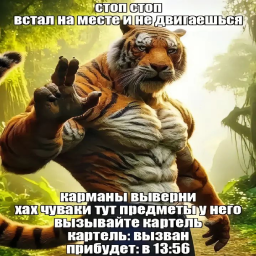 стоп стоп
встал на месте и не двигаешься
карманы выверни
хах чуваки тут предметы у него
вызывайте картель
картель: вызван
прибудет: в 13:56